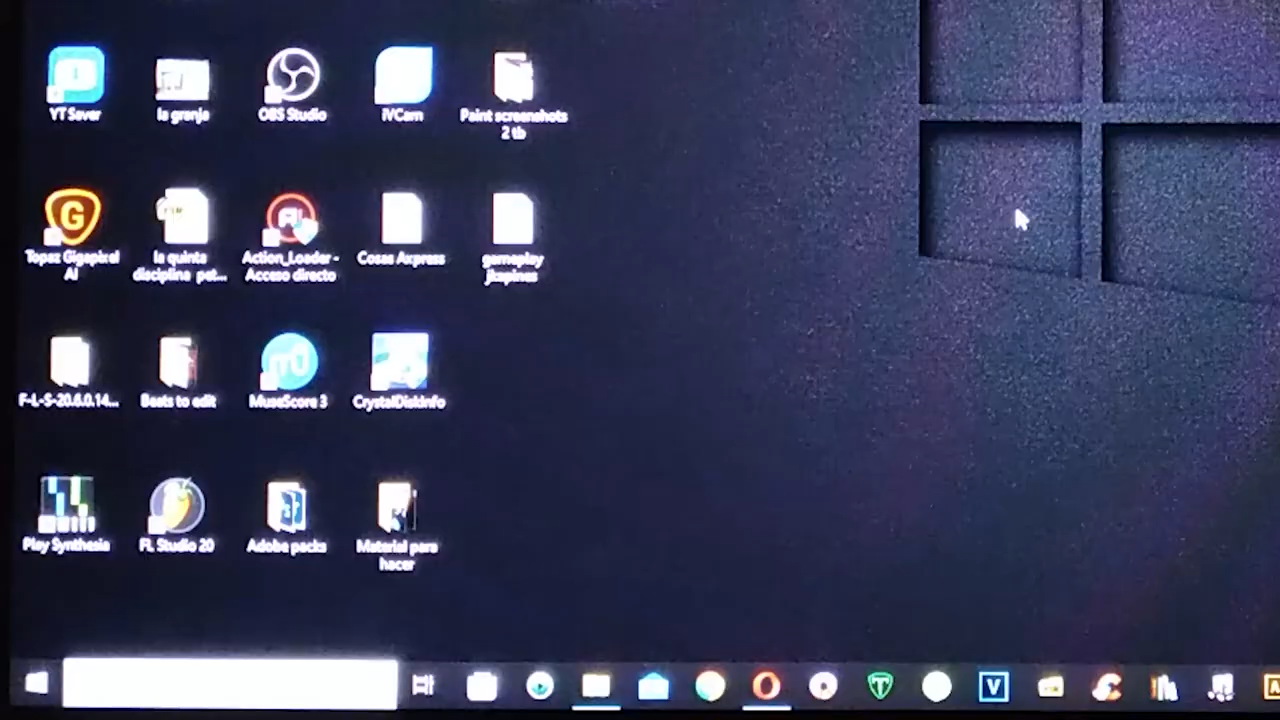 YT Saver
la granja
OBS Studio
iVCam
Paint screenshots
2 tb
Topaz Gigapixel
AI
la quinta
disciplina pet...
Action_Loader -
Acceso directo
Cosas Axpress
gameplay
jkspines
F-L-S-20.6.0.14...
Beats to edit
MuseScore 3
CrystalDiskInfo
Play Synthesia
FL Studio 20
Adobe packs
Material para
hacer